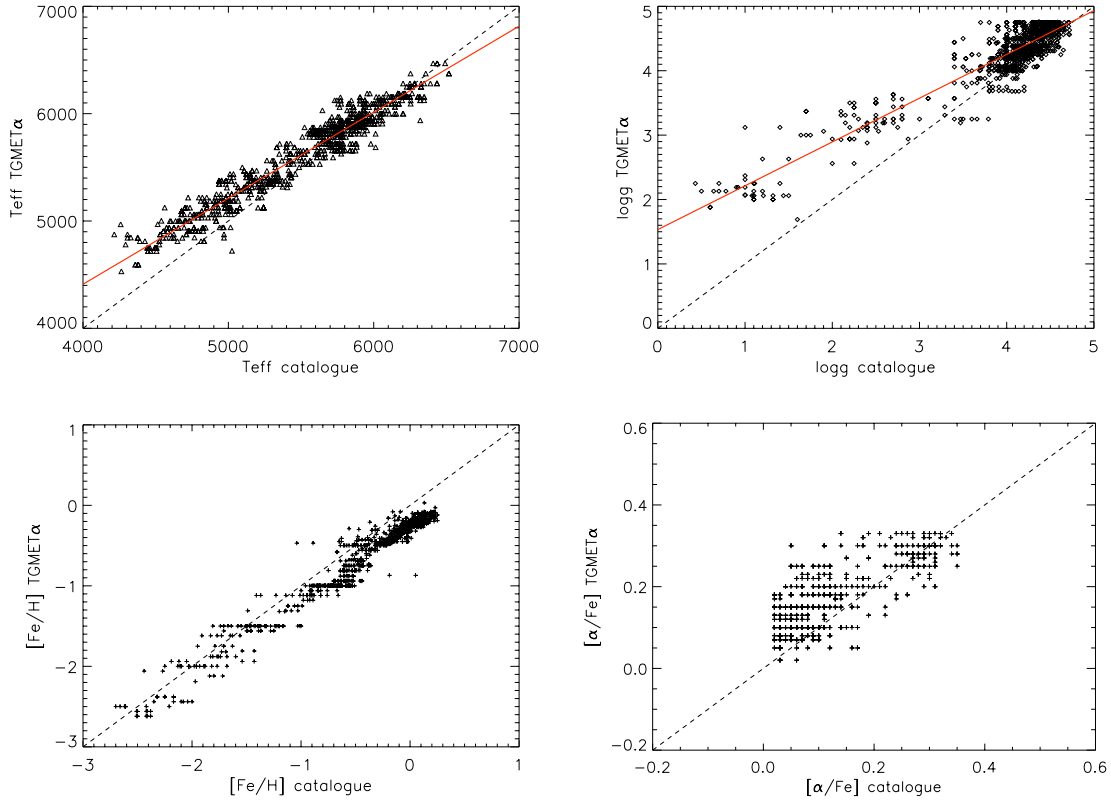 7000
6000
5000
4000
Teff TGMETα
4000 5000 6000 7000
Teff catalogue
5
4
3
2
1
0
logg TGMETα
0 1 2 3 4 5
logg catalogue
1
0
−1
−2
−3
[Fe/H] TGMETα
−3 −2 −1 0 1
[Fe/H] catalogue
0.6
0.4
0.2
0.0
−0.2
[α/Fe] TGMETα
−0.2 0.0 0.2 0.4 0.6
[α/Fe] catalogue